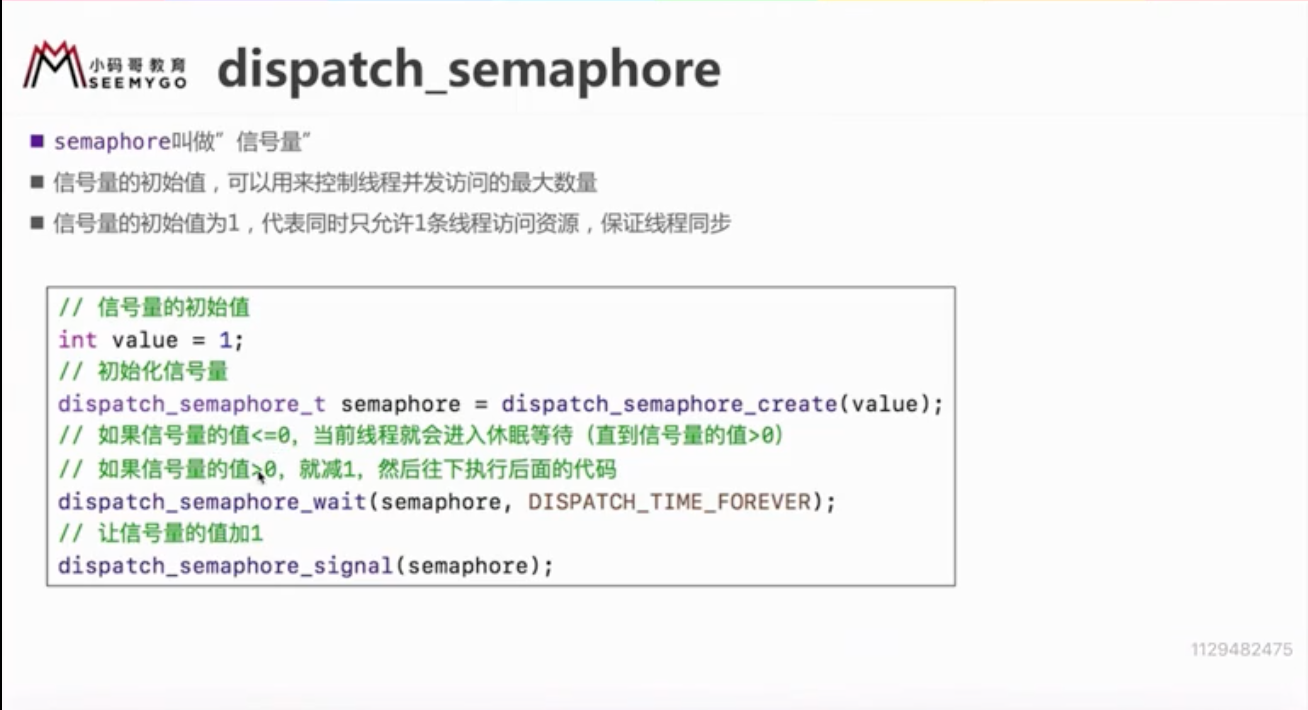 小码哥教育
SEEMYGO
dispatch_semaphore
semaphore叫做”信号量”
信号量的初始值，可以用来控制线程并发访问的最大数量
信号量的初始值为1，代表同时只允许1条线程访问资源，保证线程同步
// 信号量的初始值
int value = 1;
// 初始化信号量
dispatch_semaphore_t semaphore = dispatch_semaphore_create(value);
// 如果信号量的值<=0，当前线程就会进入休眠等待（直到信号量的值>0）
// 如果信号量的值>0，就减1，然后往下执行后面的代码
dispatch_semaphore_wait(semaphore, DISPATCH_TIME_FOREVER);
// 让信号量的值加1
dispatch_semaphore_signal(semaphore);
1129482475